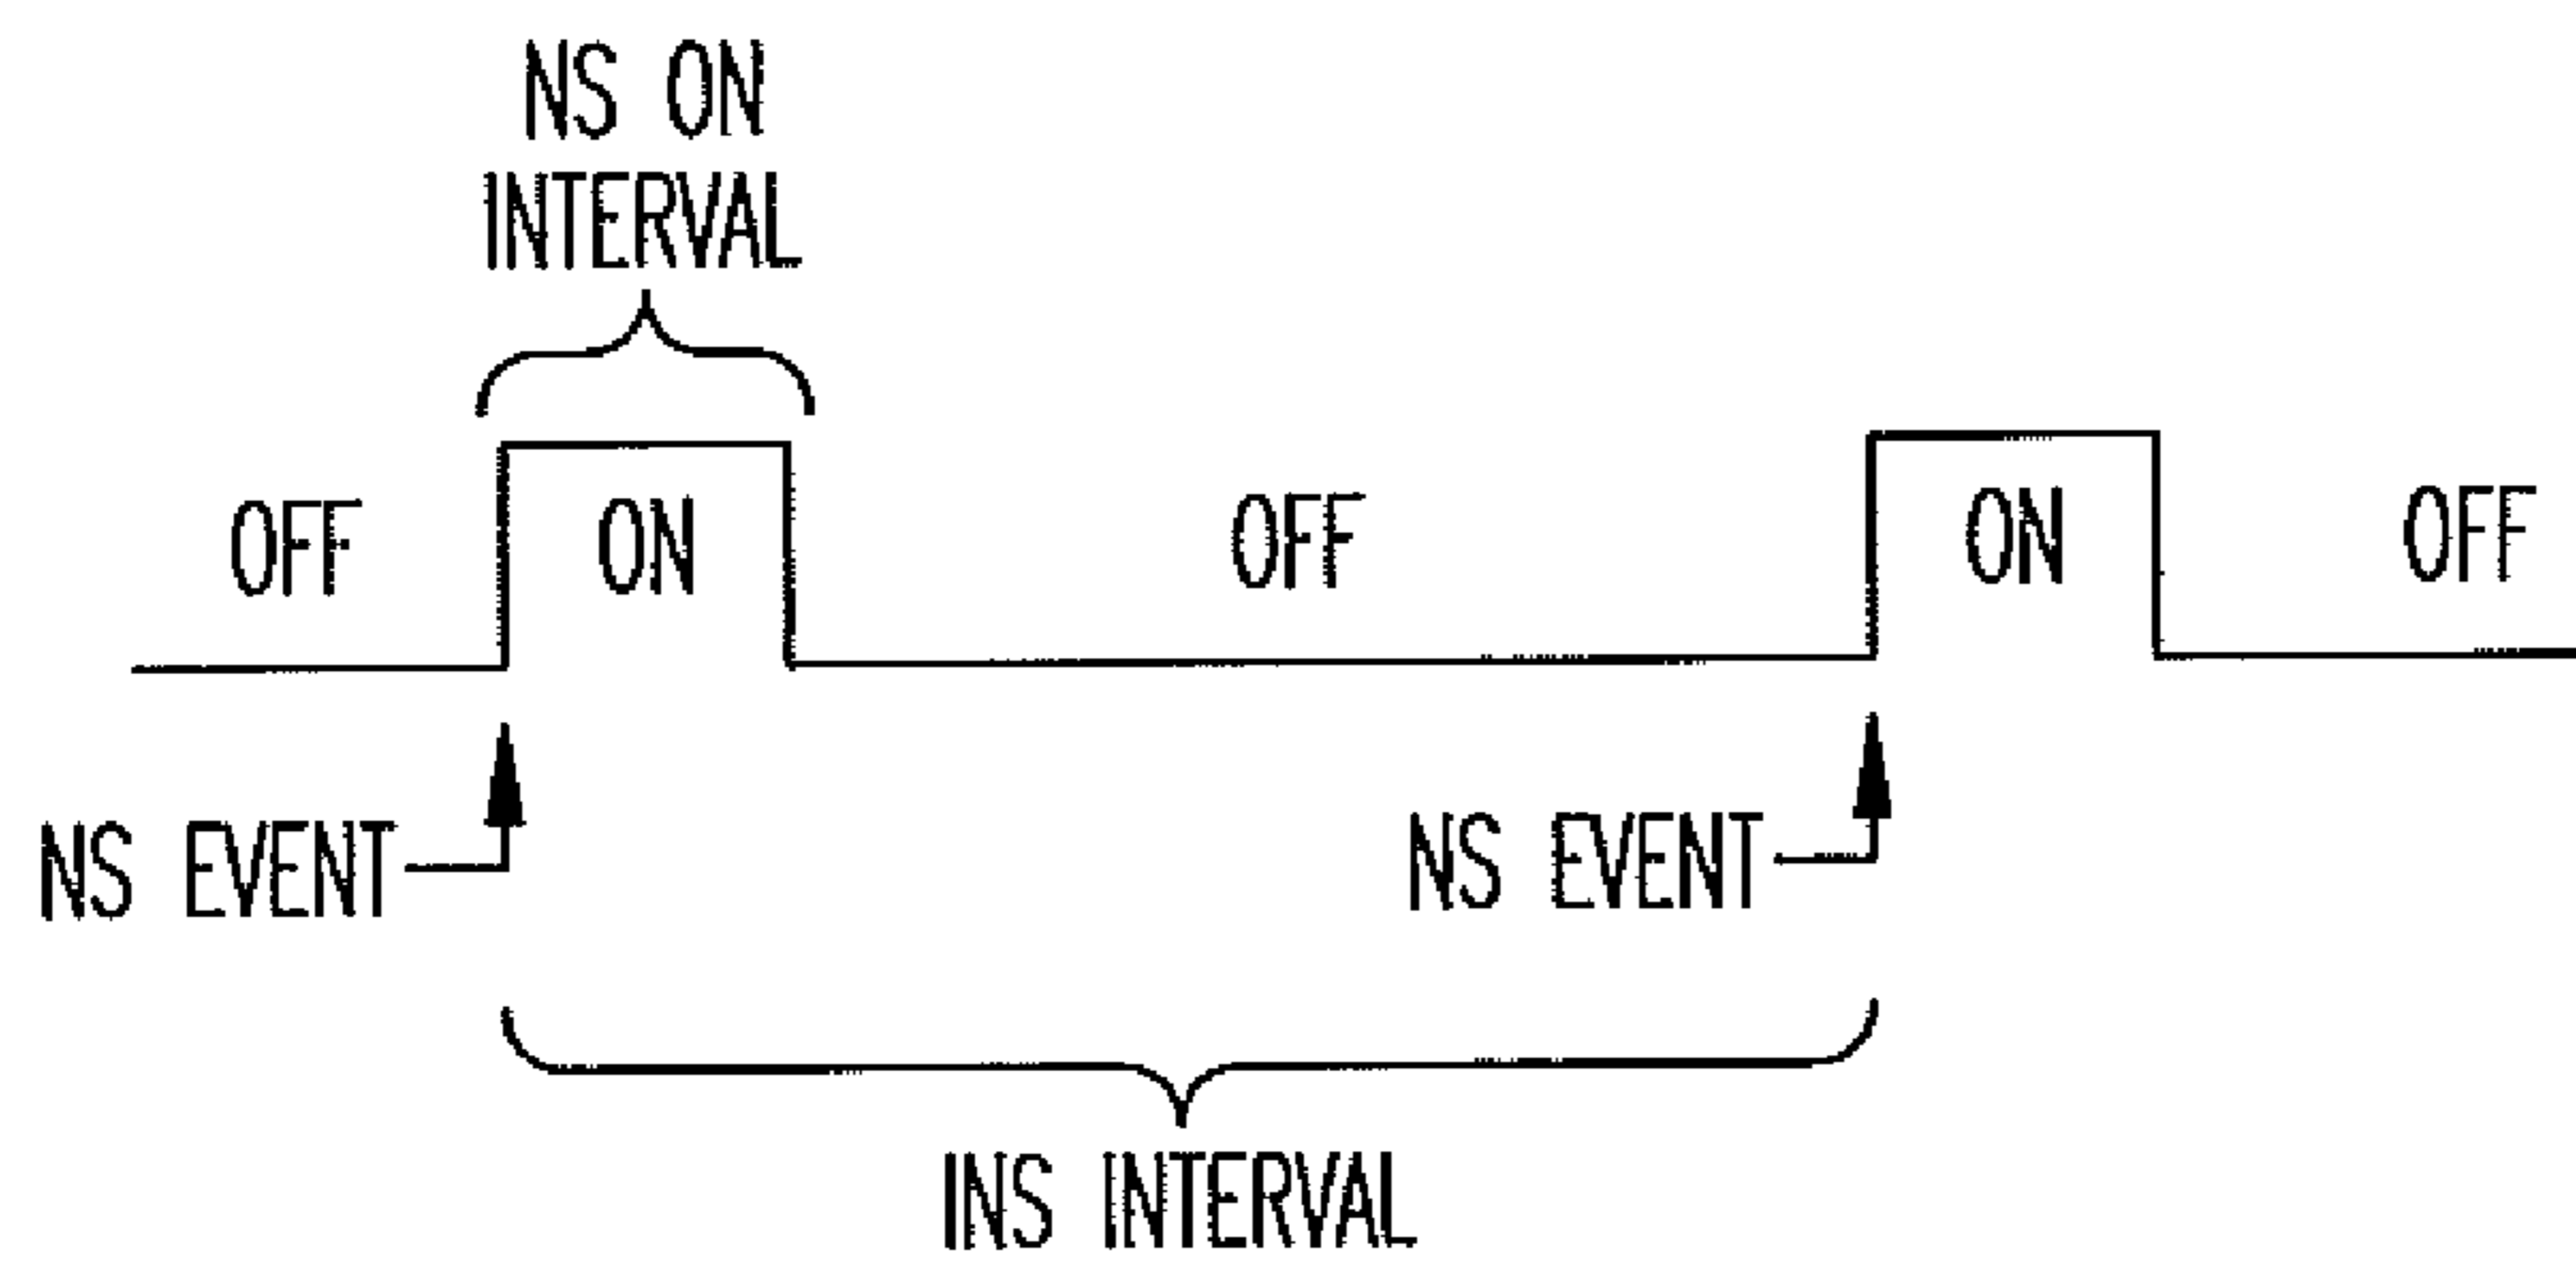 NS ON
INTERVAL
OFF
ON
OFF
ON
OFF
NS EVENT
NS EVENT
INS INTERVAL